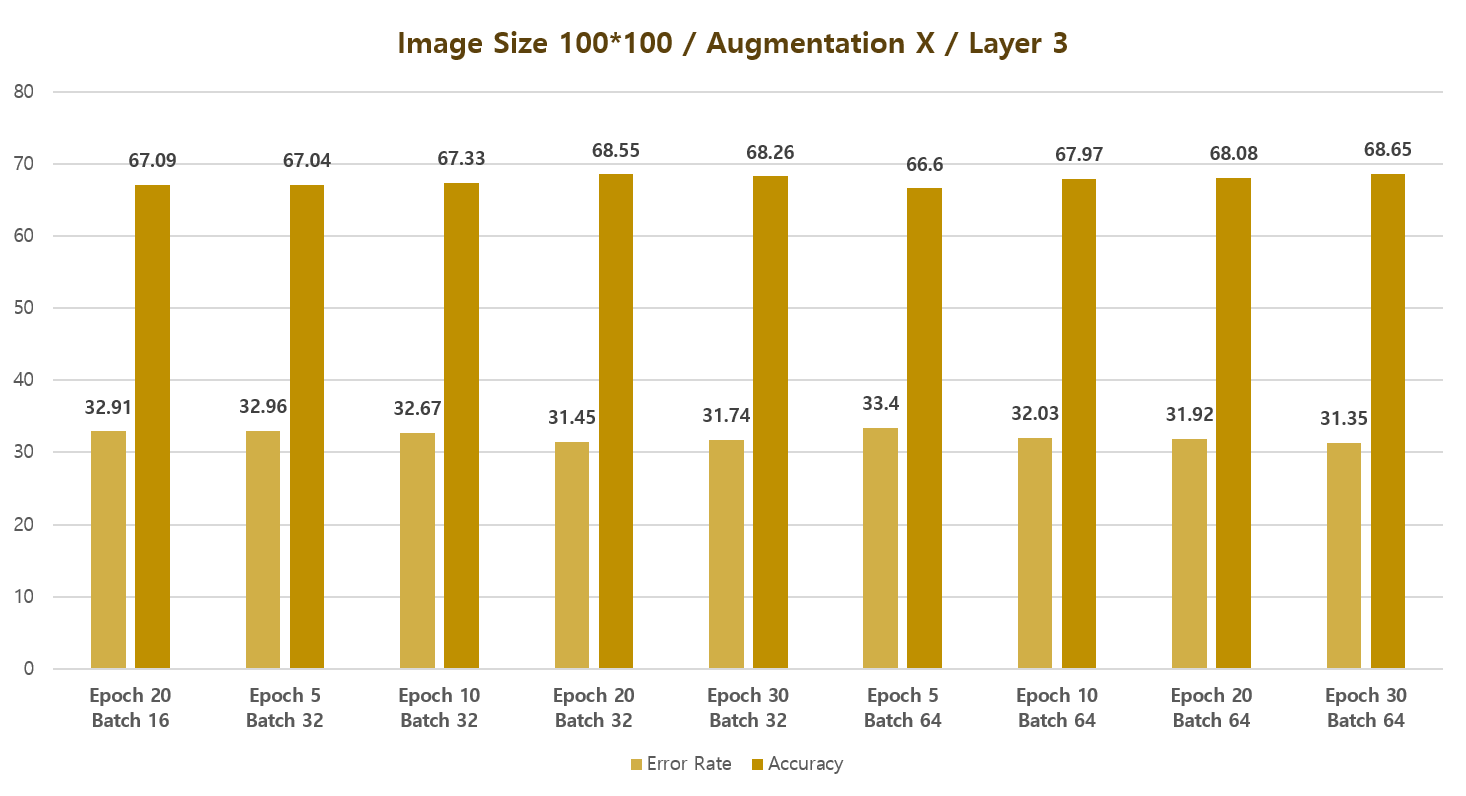 Image Size 100*100 / Augmentation X / Layer 3
80
70
60
50
40
30
20
10
0
67.09
67.04
67.33
68.55
68.26
66.6
67.97
68.08
68.65
32.91
32.96
32.67
31.45
31.74
33.4
32.03
31.92
31.35
Epoch 20
Batch 16
Epoch 5
Batch 32
Epoch 10
Batch 32
Epoch 20
Batch 32
Epoch 30
Batch 32
Epoch 5
Batch 64
Epoch 10
Batch 64
Epoch 20
Batch 64
Epoch 30
Batch 64
Error Rate
Accuracy